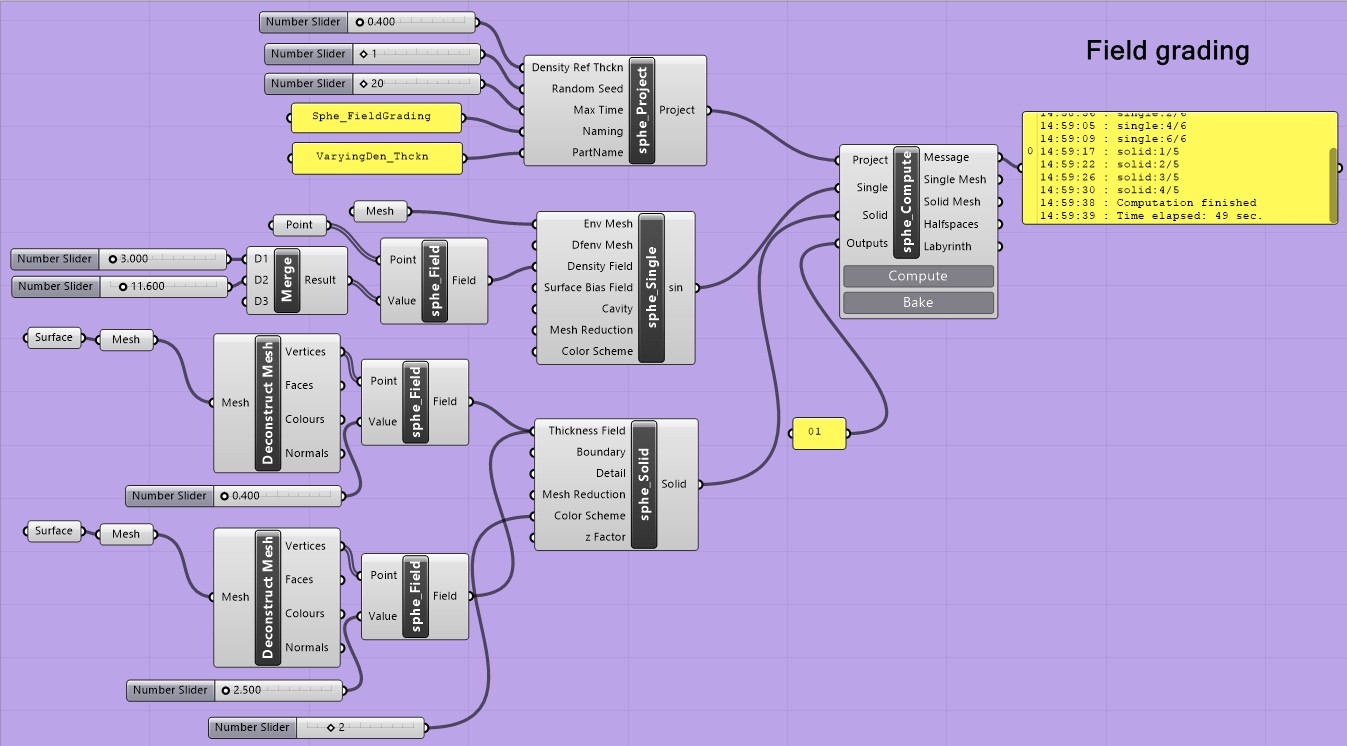 Field grading
Number Slider 0.400
Number Slider 1
Number Slider 20
Sphe_FieldGrading
VaryingDen_Thckn
Density Ref Thckn
Random Seed
Max Time
Naming
PartName
sphe_Project
Project
Mesh
Point
Number Slider 3.000
Number Slider 11.600
D1
D2
D3
Merge
Result
Point
Value
sphe_Field
Field
Env Mesh
Dfenv Mesh
Density Field
Surface Bias Field
Cavity
Mesh Reduction
Color Scheme
sphe_Single
sin
Project
Single
Solid
Outputs
sphe_Compute
Message
Single Mesh
Solid Mesh
Halfspaces
Labyrinth
Compute
Bake
0
14:59:05 : single:4/6
14:59:09 : single:6/6
14:59:17 : solid:1/5
14:59:22 : solid:2/5
14:59:26 : solid:3/5
14:59:30 : solid:4/5
14:59:38 : Computation finished
14:59:39 : Time elapsed: 49 sec.
Surface
Mesh
Mesh
Deconstruct Mesh
Vertices
Faces
Colours
Normals
Point
Value
sphe_Field
Field
Number Slider 0.400
Thickness Field
Boundary
Detail
Mesh Reduction
Color Scheme
z Factor
sphe_Solid
Solid
01
Surface
Mesh
Mesh
Deconstruct Mesh
Vertices
Faces
Colours
Normals
Point
Value
sphe_Field
Field
Number Slider 2.500
Number Slider 2